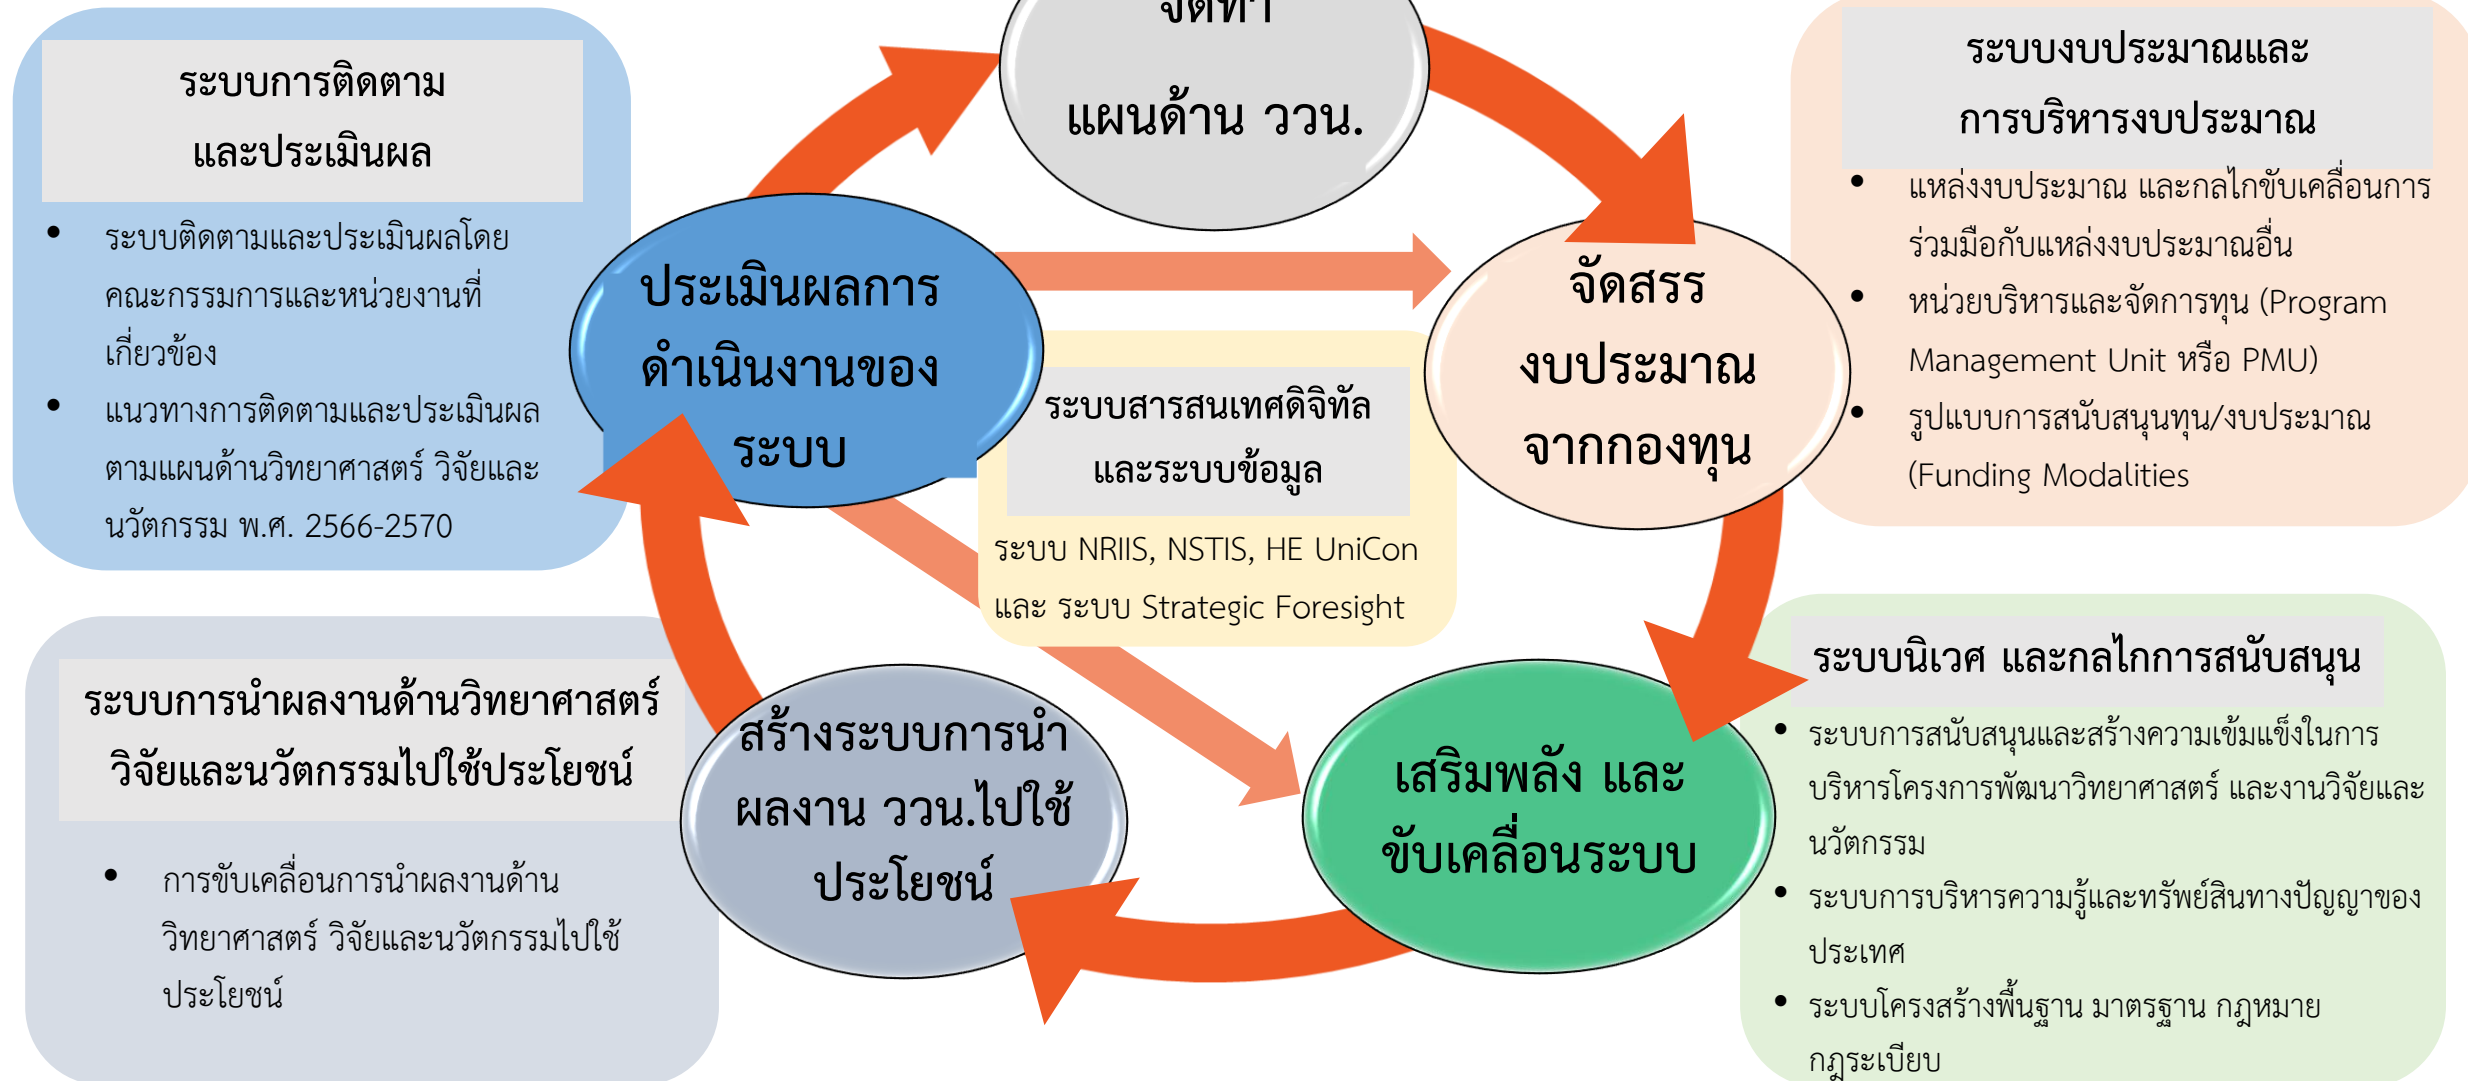 จัดทำ
แผนด้าน ววน.
ระบบการติดตาม
และประเมินผล
• ระบบติดตามและประเมินผลโดย
คณะกรรมการและหน่วยงานที่
เกี่ยวข้อง
• แนวทางการติดตามและประเมินผล
ตามแผนด้านวิทยาศาสตร์ วิจัยและ
นวัตกรรม พ.ศ. 2566-2570
ประเมินผลการ
ดำเนินงานของ
ระบบ
ระบบสารสนเทศดิจิทัล
และระบบข้อมูล
ระบบ NRIIS, NSTIS, HE UniCon
และ ระบบ Strategic Foresight
จัดสรร
งบประมาณ
จากกองทุน
ระบบงบประมาณและ
การบริหารงบประมาณ
• แหล่งงบประมาณ และกลไกขับเคลื่อนการ
ร่วมมือกับแหล่งงบประมาณอื่น
• หน่วยบริหารและจัดการทุน (Program
Management Unit หรือ PMU)
• รูปแบบการสนับสนุนทุน/งบประมาณ
(Funding Modalities
ระบบการนำผลงานด้านวิทยาศาสตร์
วิจัยและนวัตกรรมไปใช้ประโยชน์
• การขับเคลื่อนการนำผลงานด้าน
วิทยาศาสตร์ วิจัยและนวัตกรรมไปใช้
ประโยชน์
สร้างระบบการนำ
ผลงาน ววน.ไปใช้
ประโยชน์
เสริมพลัง และ
ขับเคลื่อนระบบ
ระบบนิเวศ และกลไกการสนับสนุน
• ระบบการสนับสนุนและสร้างความเข้มแข็งในการ
บริหารโครงการพัฒนาวิทยาศาสตร์ และงานวิจัยและ
นวัตกรรม
• ระบบการบริหารความรู้และทรัพย์สินทางปัญญาของ
ประเทศ
• ระบบโครงสร้างพื้นฐาน มาตรฐาน กฎหมาย
กฎระเบียบ